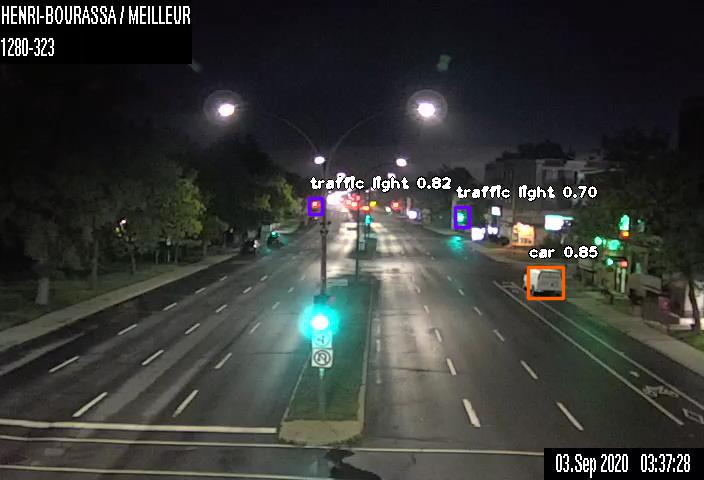 HENRI-BOURASSA / MEILLEUR
1280-323
traffic light 0.82
traffic light 0.70
car 0.85
03.Sep 2020 03:37:28